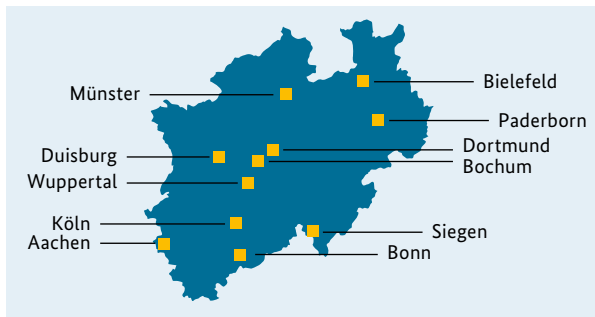 Bielefeld
Münster
Paderborn
Dortmund
Duisburg
Bochum
Wuppertal
Köln
Siegen
Aachen
Bonn